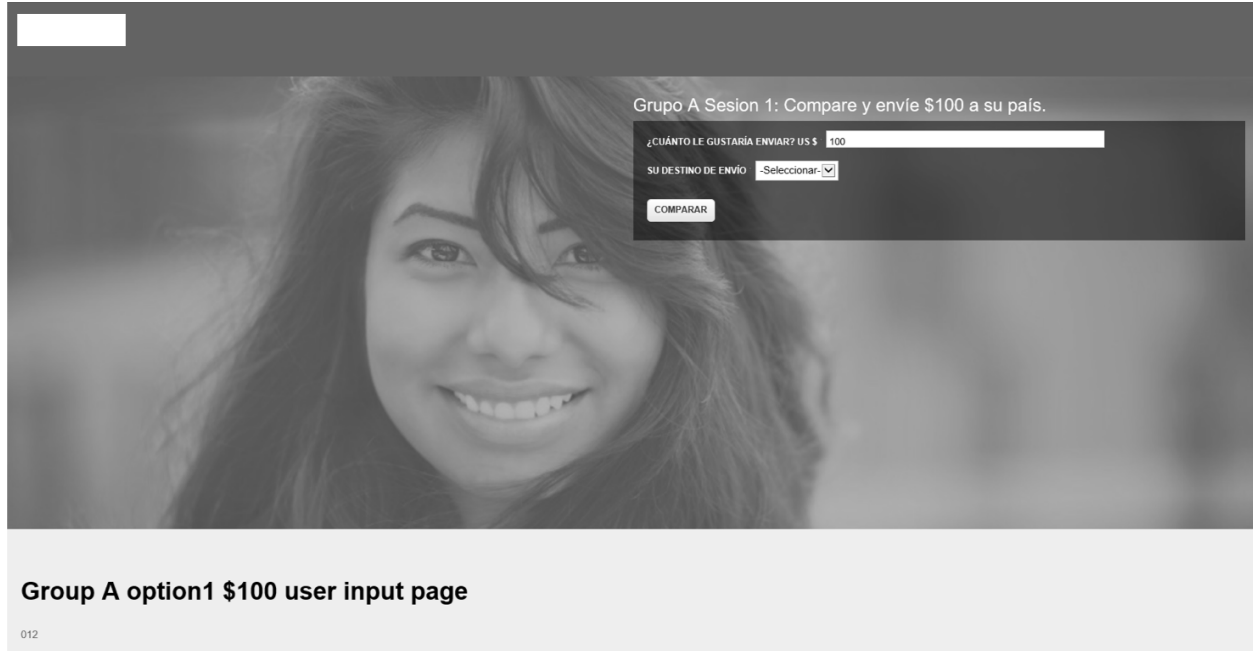 Grupo A Sesion 1: Compare y envíe $100 a su país.
¿CUÁNTO LE GUSTARÍA ENVIAR? US $ 100
SU DESTINO DE ENVÍO -Seleccionar-
COMPARAR
Group A option1 $100 user input page
012